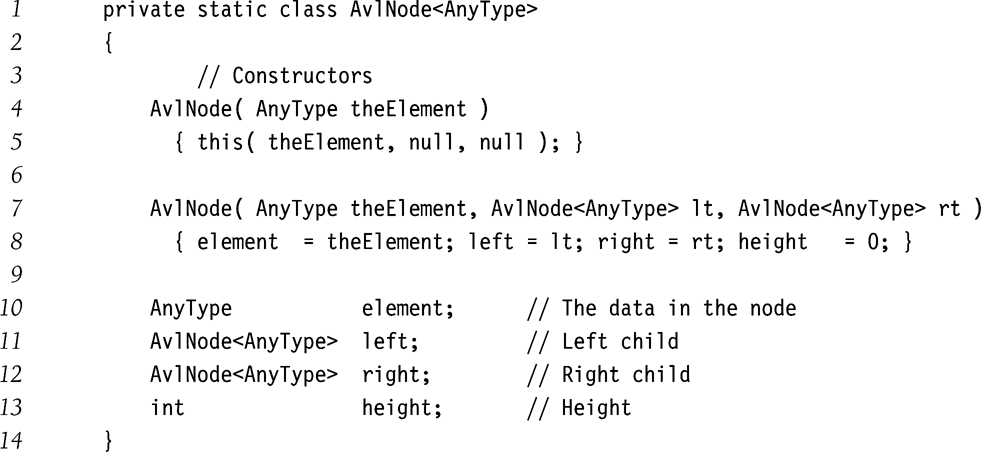 1 private static class AvlNode<AnyType>
2 {
3 // Constructors
4 AvlNode( AnyType theElement )
5 { this( theElement, null, null ); }
6
7 AvlNode( AnyType theElement, AvlNode<AnyType> lt, AvlNode<AnyType> rt )
8 { element = theElement; left = lt; right = rt; height = 0; }
9
10 AnyType element; // The data in the node
11 AvlNode<AnyType> left; // Left child
12 AvlNode<AnyType> right; // Right child
13 int height; // Height
14 }